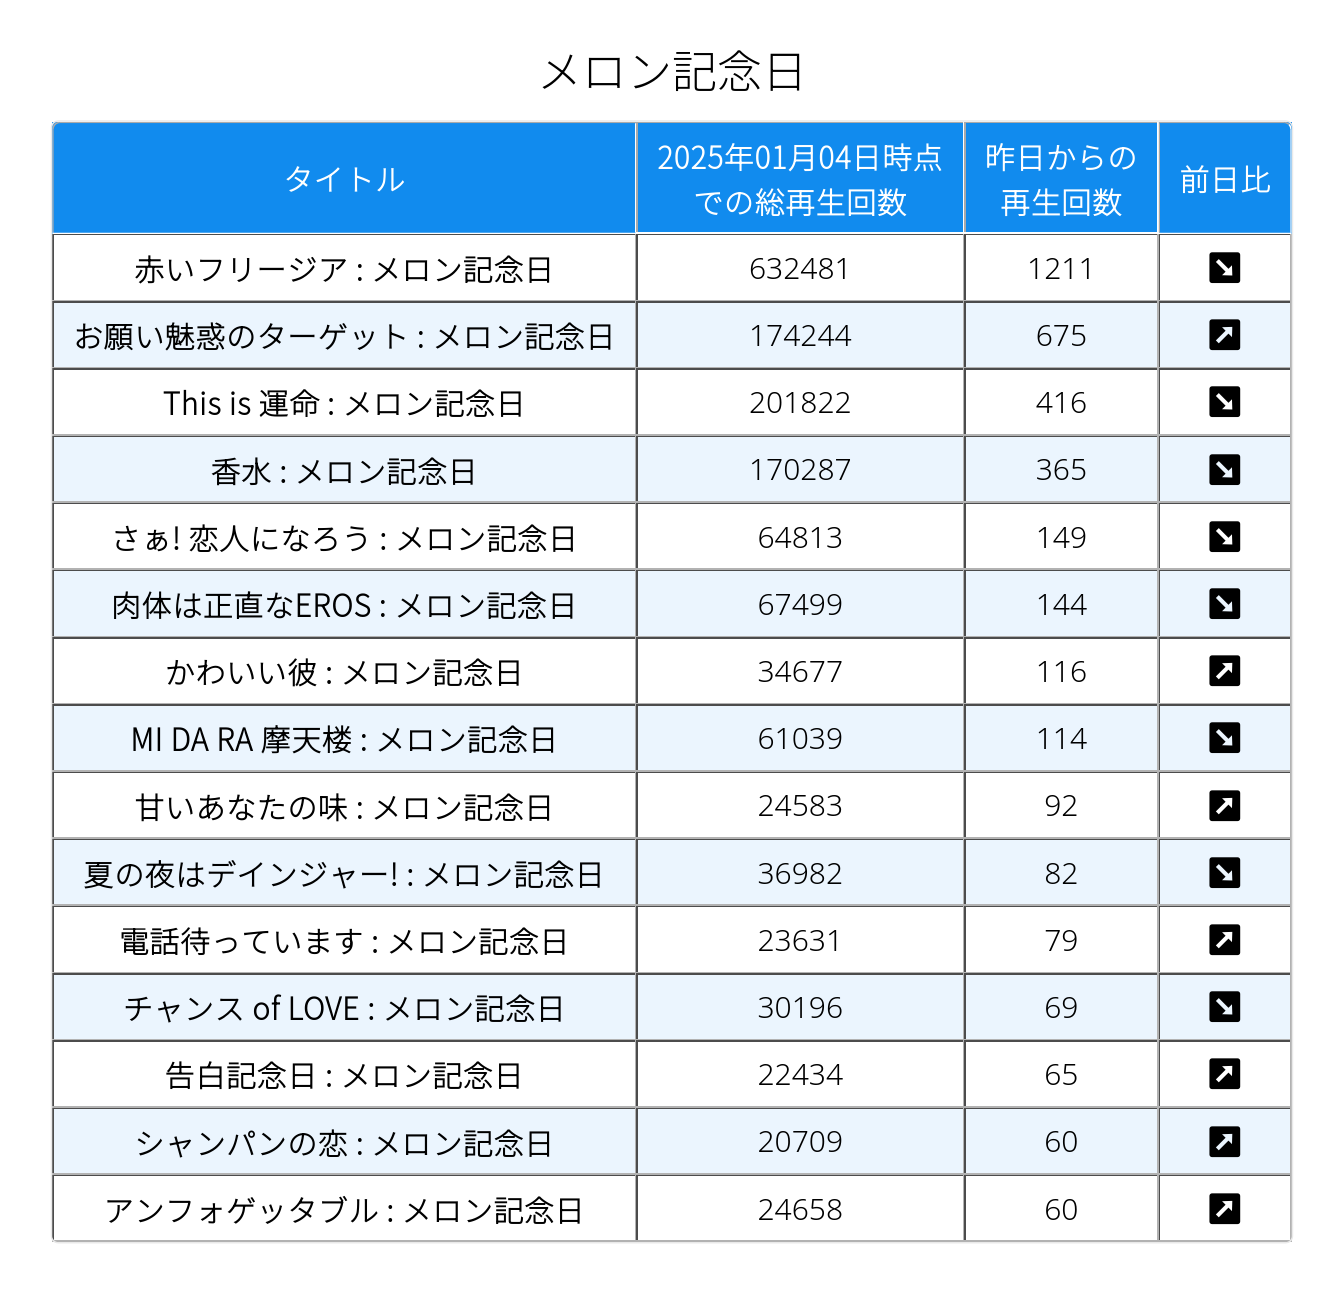 メロン記念日
タイトル 2025年01月04日時点での総再生回数 昨日からの再生回数 前日比
赤いフリージア : メロン記念日 632481 1211 ↘
お願い魅惑のターゲット : メロン記念日 174244 675 ↗
This is 運命 : メロン記念日 201822 416 ↘
香水 : メロン記念日 170287 365 ↘
さぁ! 恋人になろう : メロン記念日 64813 149 ↘
肉体は正直なEROS : メロン記念日 67499 144 ↘
かわいい彼 : メロン記念日 34677 116 ↗
MI DA RA 摩天楼 : メロン記念日 61039 114 ↘
甘いあなたの味 : メロン記念日 24583 92 ↗
夏の夜はデインジャー! : メロン記念日 36982 82 ↘
電話待っています : メロン記念日 23631 79 ↗
チャンス of LOVE : メロン記念日 30196 69 ↘
告白記念日 : メロン記念日 22434 65 ↗
シャンパンの恋 : メロン記念日 20709 60 ↗
アンフォゲッタブル : メロン記念日 24658 60 ↗